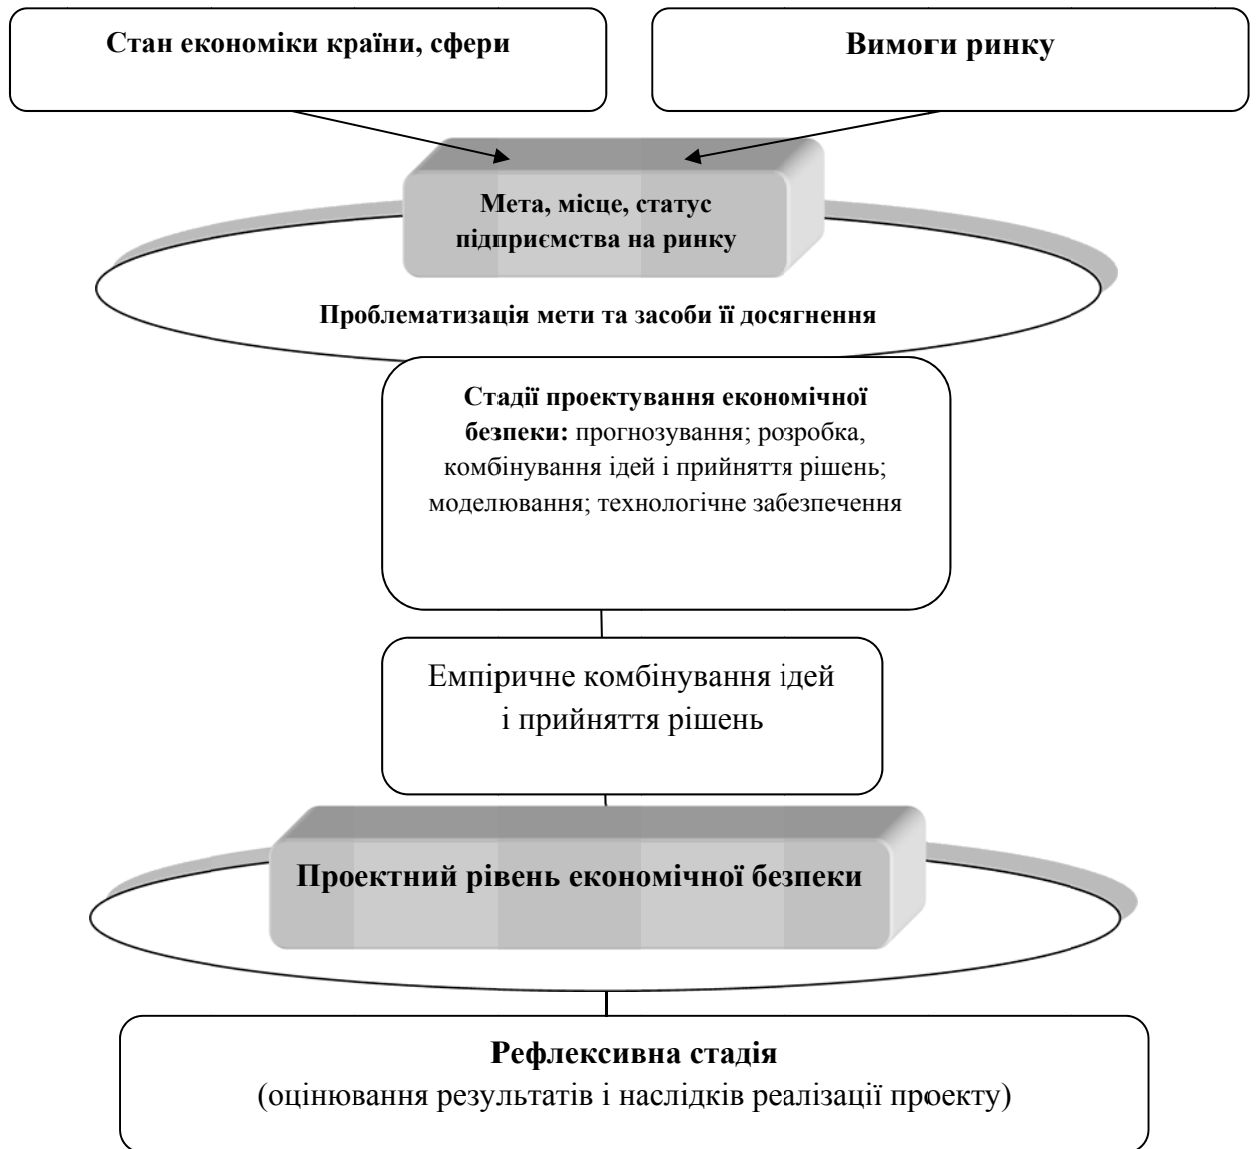 Стан економіки країни, сфери
Вимоги ринку
Мета, місце, статус
підприємства на ринку
Проблематизація мети та засоби її досягнення
Стадії проектування економічної
безпеки: прогнозування; розробка,
комбінування ідей і прийняття рішень;
моделювання; технологічне забезпечення
Емпіричне комбінування ідей
і прийняття рішень
Проектний рівень економічної безпеки
Рефлексивна стадія
(оцінювання результатів і наслідків реалізації проекту)